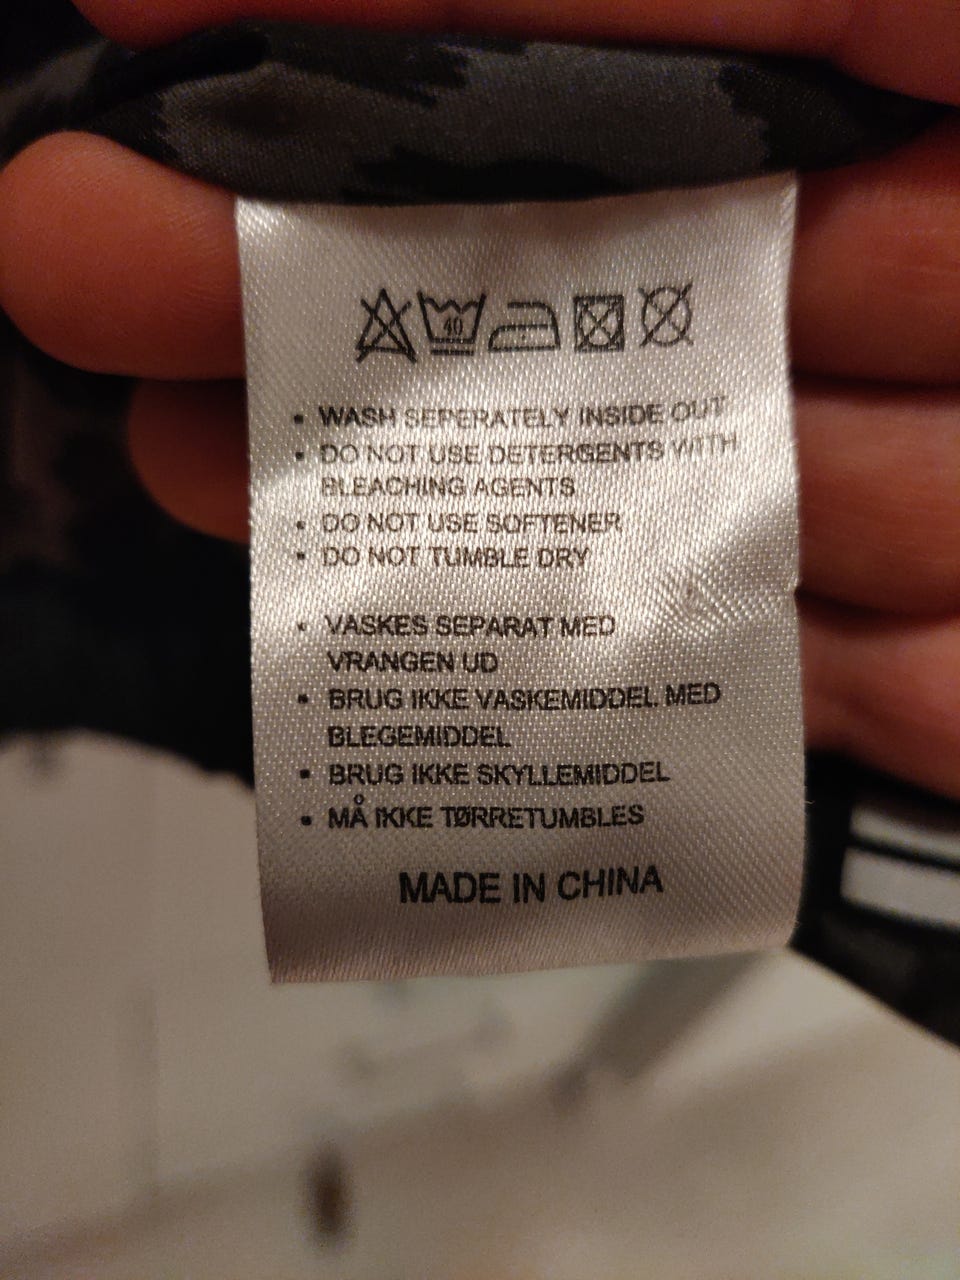 40
• WASH SEPERATELY INSIDE OUT
• DO NOT USE DETERGENTS WITH
BLEACHING AGENTS
• DO NOT USE SOFTENER
• DO NOT TUMBLE DRY
• VASKES SEPARAT MED
VRANGEN UD
• BRUG IKKE VASKEMIDDEL MED
BLEGEMIDDEL
• BRUG IKKE SKYLLEMIDDEL
• MÅ IKKE TØRRETUMBLES
MADE IN CHINA